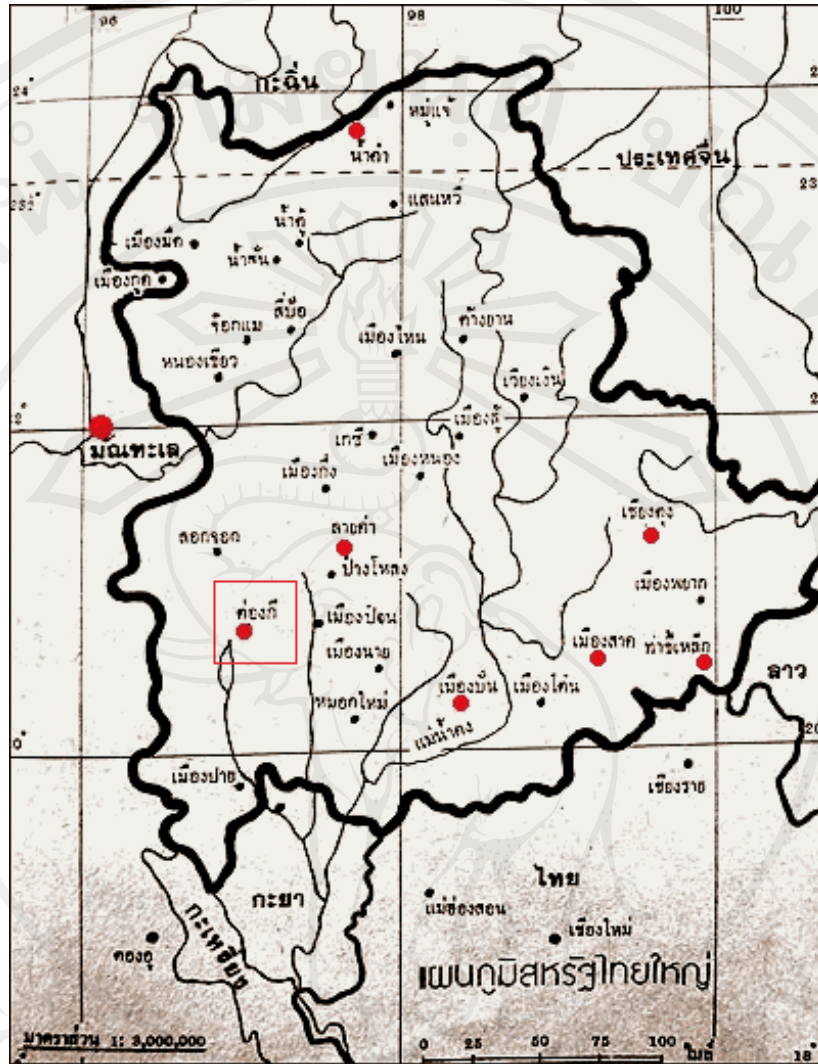 96
98
100
กะฉิ่น
24°
หมู่แจ้
น้ำคำ
ประเทศจีน
23
แสนหวี
น้ำตู้
เมืองมีต
น้ำสั่น
เมืองกูด
สี่ป้อ
จ๊อกแม
เมืองไหน
ต้างยาน
หนองเขียว
เวียงเงิน
มัณฑะเล
เกซี
เมืองสู้
เมืองกึ๋ง
เมืองหนอง
ลายค่า
เชียงตุง
ลอกจอก
ป๋างโหลง
เมืองพยาก
ต่องกี
เมืองป๋อน
เมืองนาย
เมืองสาด
ท่าขี้เหล็ก
ลาว
หมอกใหม่
เมืองปั่น
เมืองโต๋น
แม่น้ำคง
20
เมืองปาย
เชียงราย
กะยา
ไทย
แม่ฮ่องสอน
กะเหรี่ยง
ตองอู
เชียงใหม่
แผนภูมิสหรัฐไทยใหญ่
มาตราส่วน 1: 3,000,000
0 25 50 75 100 ไมล์
18°